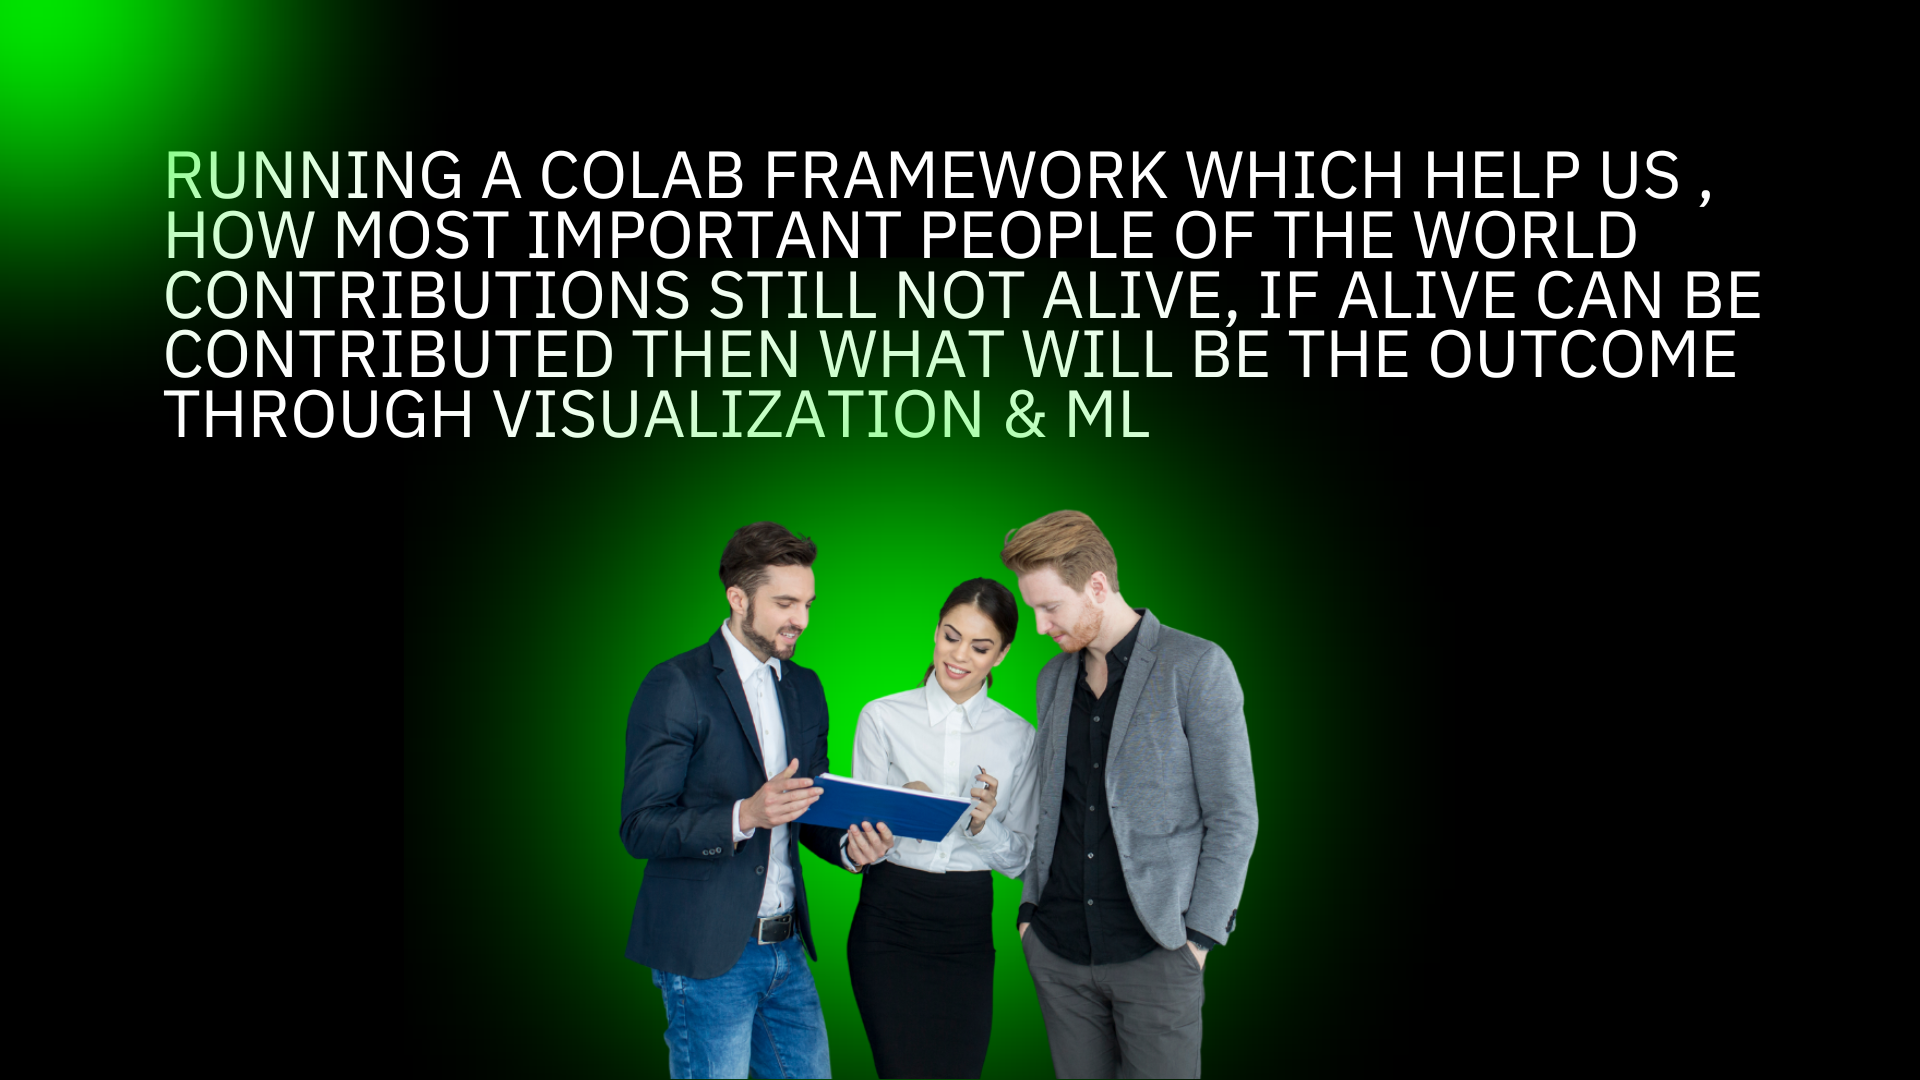 RUNNING A COLAB FRAMEWORK WHICH HELP US ,
HOW MOST IMPORTANT PEOPLE OF THE WORLD
CONTRIBUTIONS STILL NOT ALIVE, IF ALIVE CAN BE
CONTRIBUTED THEN WHAT WILL BE THE OUTCOME
THROUGH VISUALIZATION & ML